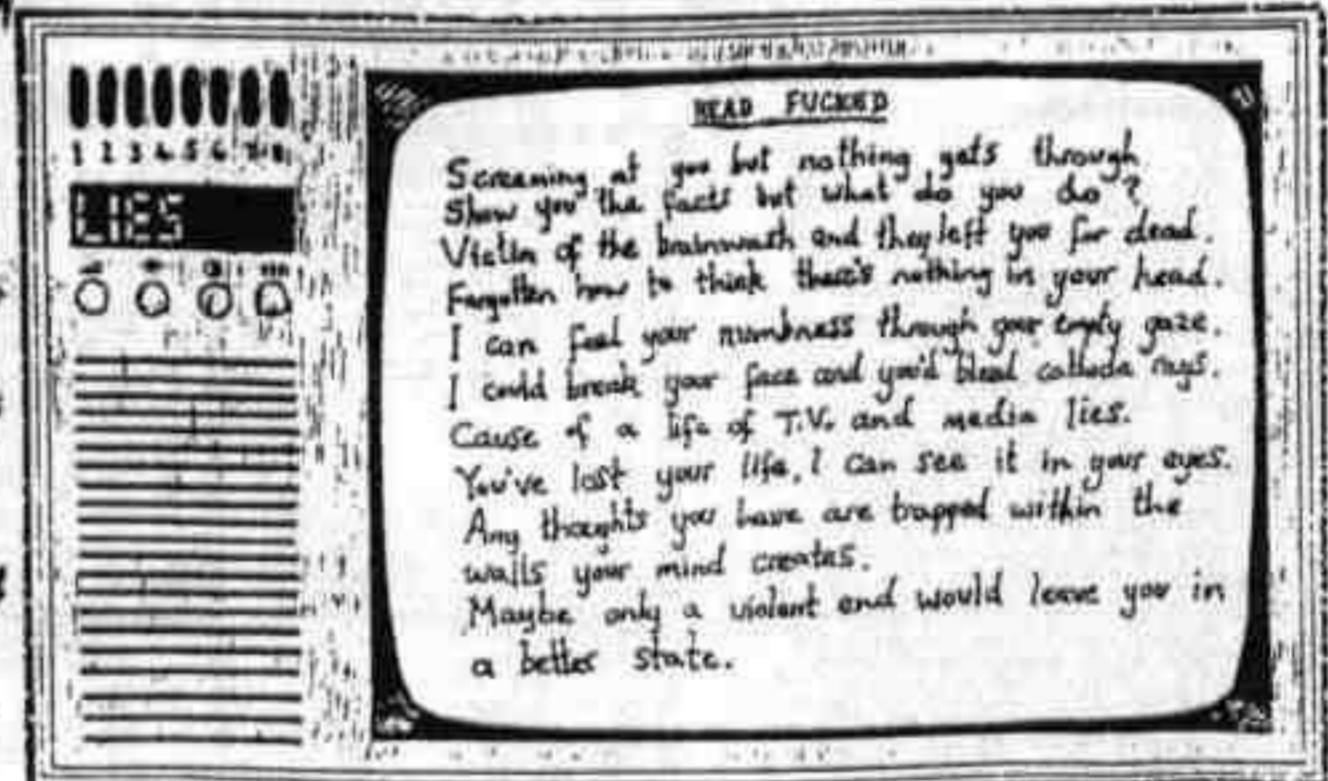 1 2 3 4 5 6 7 8
LIES
HEAD FUCKED
Screaming at you but nothing gets through
Show you the facts but what do you do?
Victim of the brainwash and they left you for dead.
Forgotten how to think there's nothing in your head.
I can feel your numbness through your empty gaze.
I could break your face and you'd bleed cathode rays.
Cause of a life of T.V. and media lies.
You've lost your life, I can see it in your eyes.
Any thoughts you have are trapped within the
walls your mind creates.
Maybe only a violent end would leave you in
a better state.